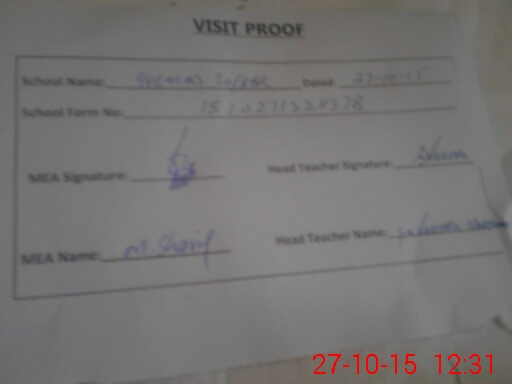 VISIT PROOF
School Name: Dated: 27-10-15
School Form No: 1510271228378
MEA Signature: Head Teacher Signature:
MEA Name: M. Sharif Head Teacher Name:
27-10-15 12:31